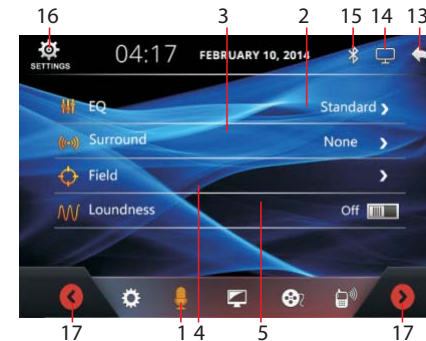 16 3 2 15 14 13
SETTINGS 04:17 FEBRUARY 10, 2014
EQ Standard
Surround None
Field
Loundness Off
17 1 4 5 17